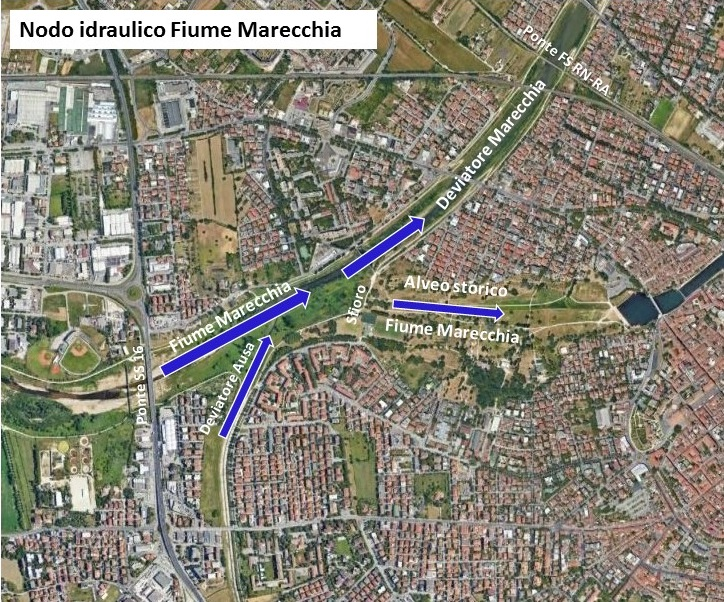 Nodo idraulico Fiume Marecchia
Ponte FS RN-RA
Deviatore Marecchia
Alveo storico
Fiume Marecchia
Sfioro
Fiume Marecchia
Deviatore Ausa
Ponte SS 16